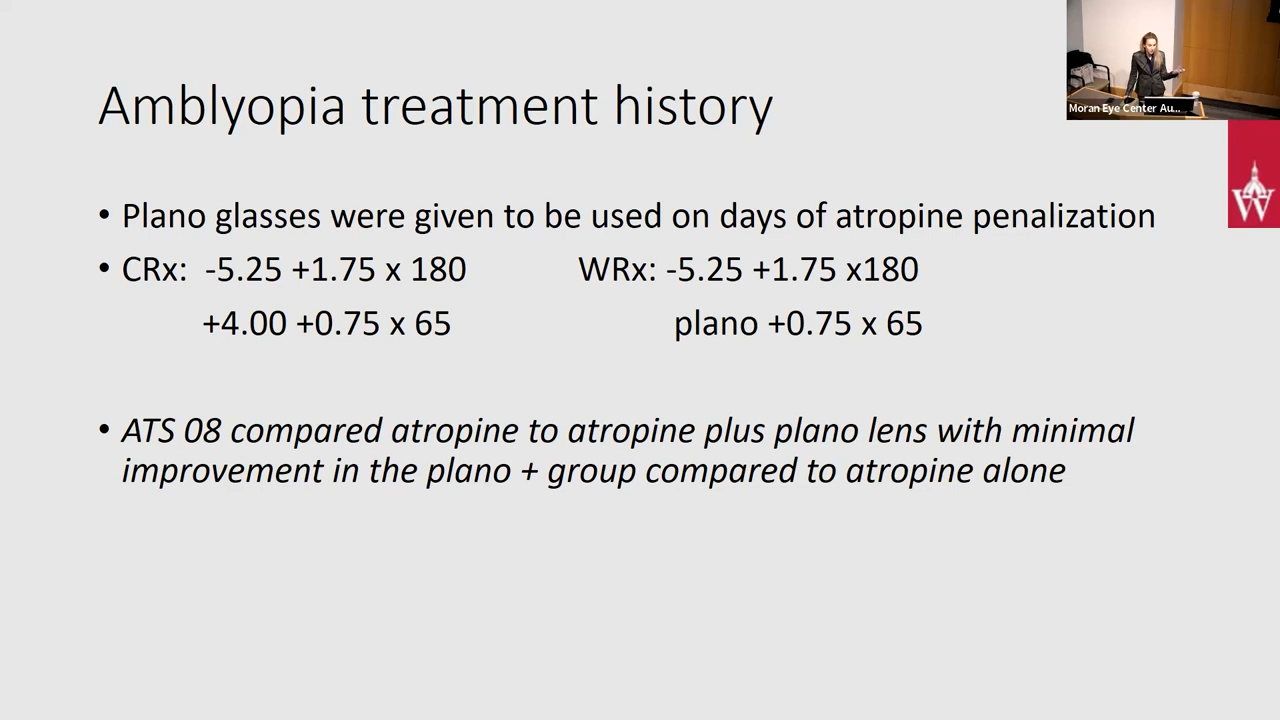 Amblyopia treatment history
Moran Eye Center Au...
W
• Plano glasses were given to be used on days of atropine penalization
• CRx: -5.25 +1.75 x 180 WRx: -5.25 +1.75 x180
+4.00 +0.75 x 65 plano +0.75 x 65
• ATS 08 compared atropine to atropine plus plano lens with minimal
improvement in the plano + group compared to atropine alone